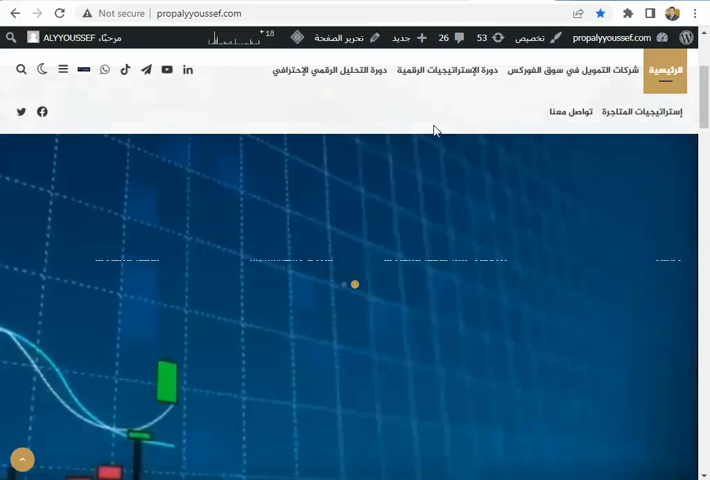 Not secure | propalyyoussef.com
propalyyoussef.com تخصيص 53 26 جديد تحرير الصفحة +18 مرحبًا، ALYYOUSSEF
الرئيسية شركات التمويل في سوق الفوركس دورة الإستراتيجيات الرقمية دورة التحليل الرقمي الإحترافي
إستراتيجيات المتاجرة تواصل معنا